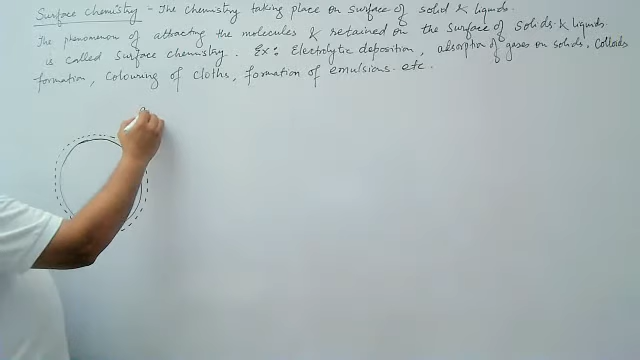 Surface chemistry - The chemistry taking place on surface of solid & liquids.
The phenomenon of attracting the molecules & retained on the surface of solids & liquids
is called surface chemistry. Ex: Electrolytic deposition, absorption of gases on solids, Colloids
formation, Colouring of cloths, formation of emulsions. etc.